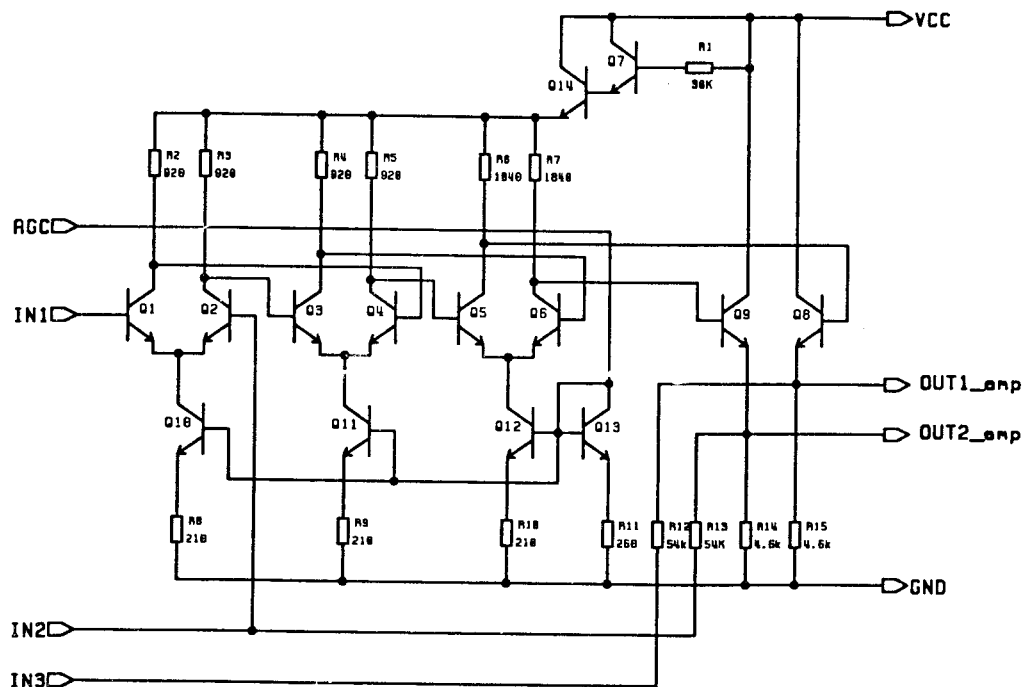 VCC
R1
Q7
Q14
30K
R2
920
R3
920
R4
920
R5
920
R6
1840
R7
1840
AGC
IN1
Q1
Q2
Q3
Q4
Q5
Q6
Q9
Q8
OUT1_amp
Q10
Q11
Q12
Q13
OUT2_amp
R8
210
R9
210
R10
210
R11
260
R12
54k
R13
54K
R14
4.6k
R15
4.6k
GND
IN2
IN3